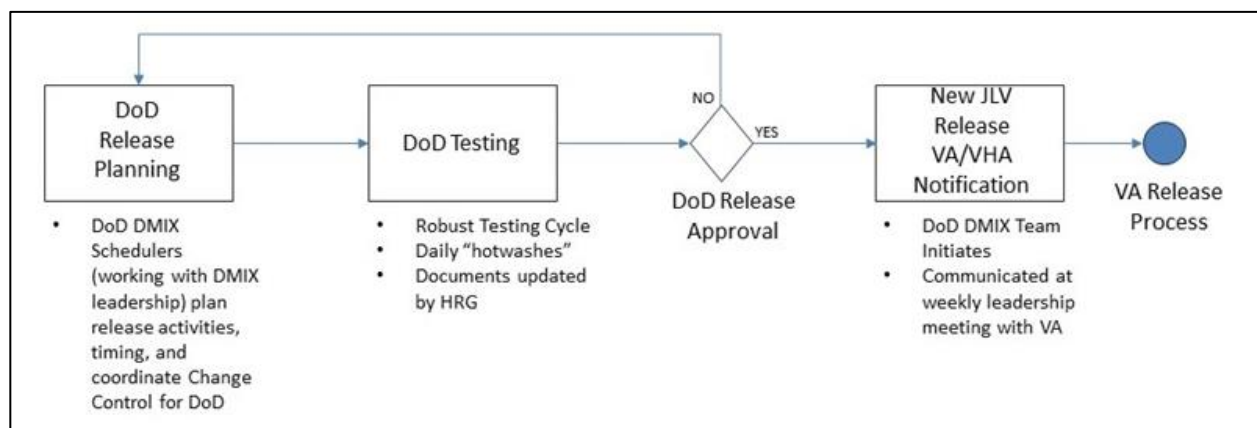 DoD
Release
Planning
DoD Testing
NO
YES
DoD Release
Approval
New JLV
Release
VA/VHA
Notification
VA Release
Process
• DoD DMIX
Schedulers
(working with DMIX
leadership) plan
release activities,
timing, and
coordinate Change
Control for DoD
• Robust Testing Cycle
• Daily “hotwashes”
• Documents updated
by HRG
• DoD DMIX Team
Initiates
• Communicated at
weekly leadership
meeting with VA